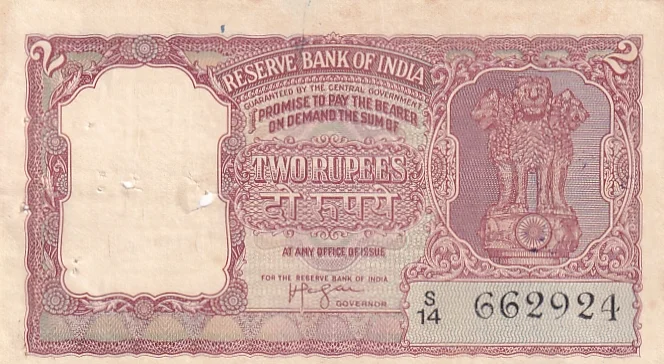 2
2
RESERVE BANK OF INDIA
GUARANTEED BY THE CENTRAL GOVERNMENT
I PROMISE TO PAY THE BEARER
ON DEMAND THE SUM OF
TWO RUPEES
दो रुपये
AT ANY OFFICE OF ISSUE
FOR THE RESERVE BANK OF INDIA
GOVERNOR
S/14 662924